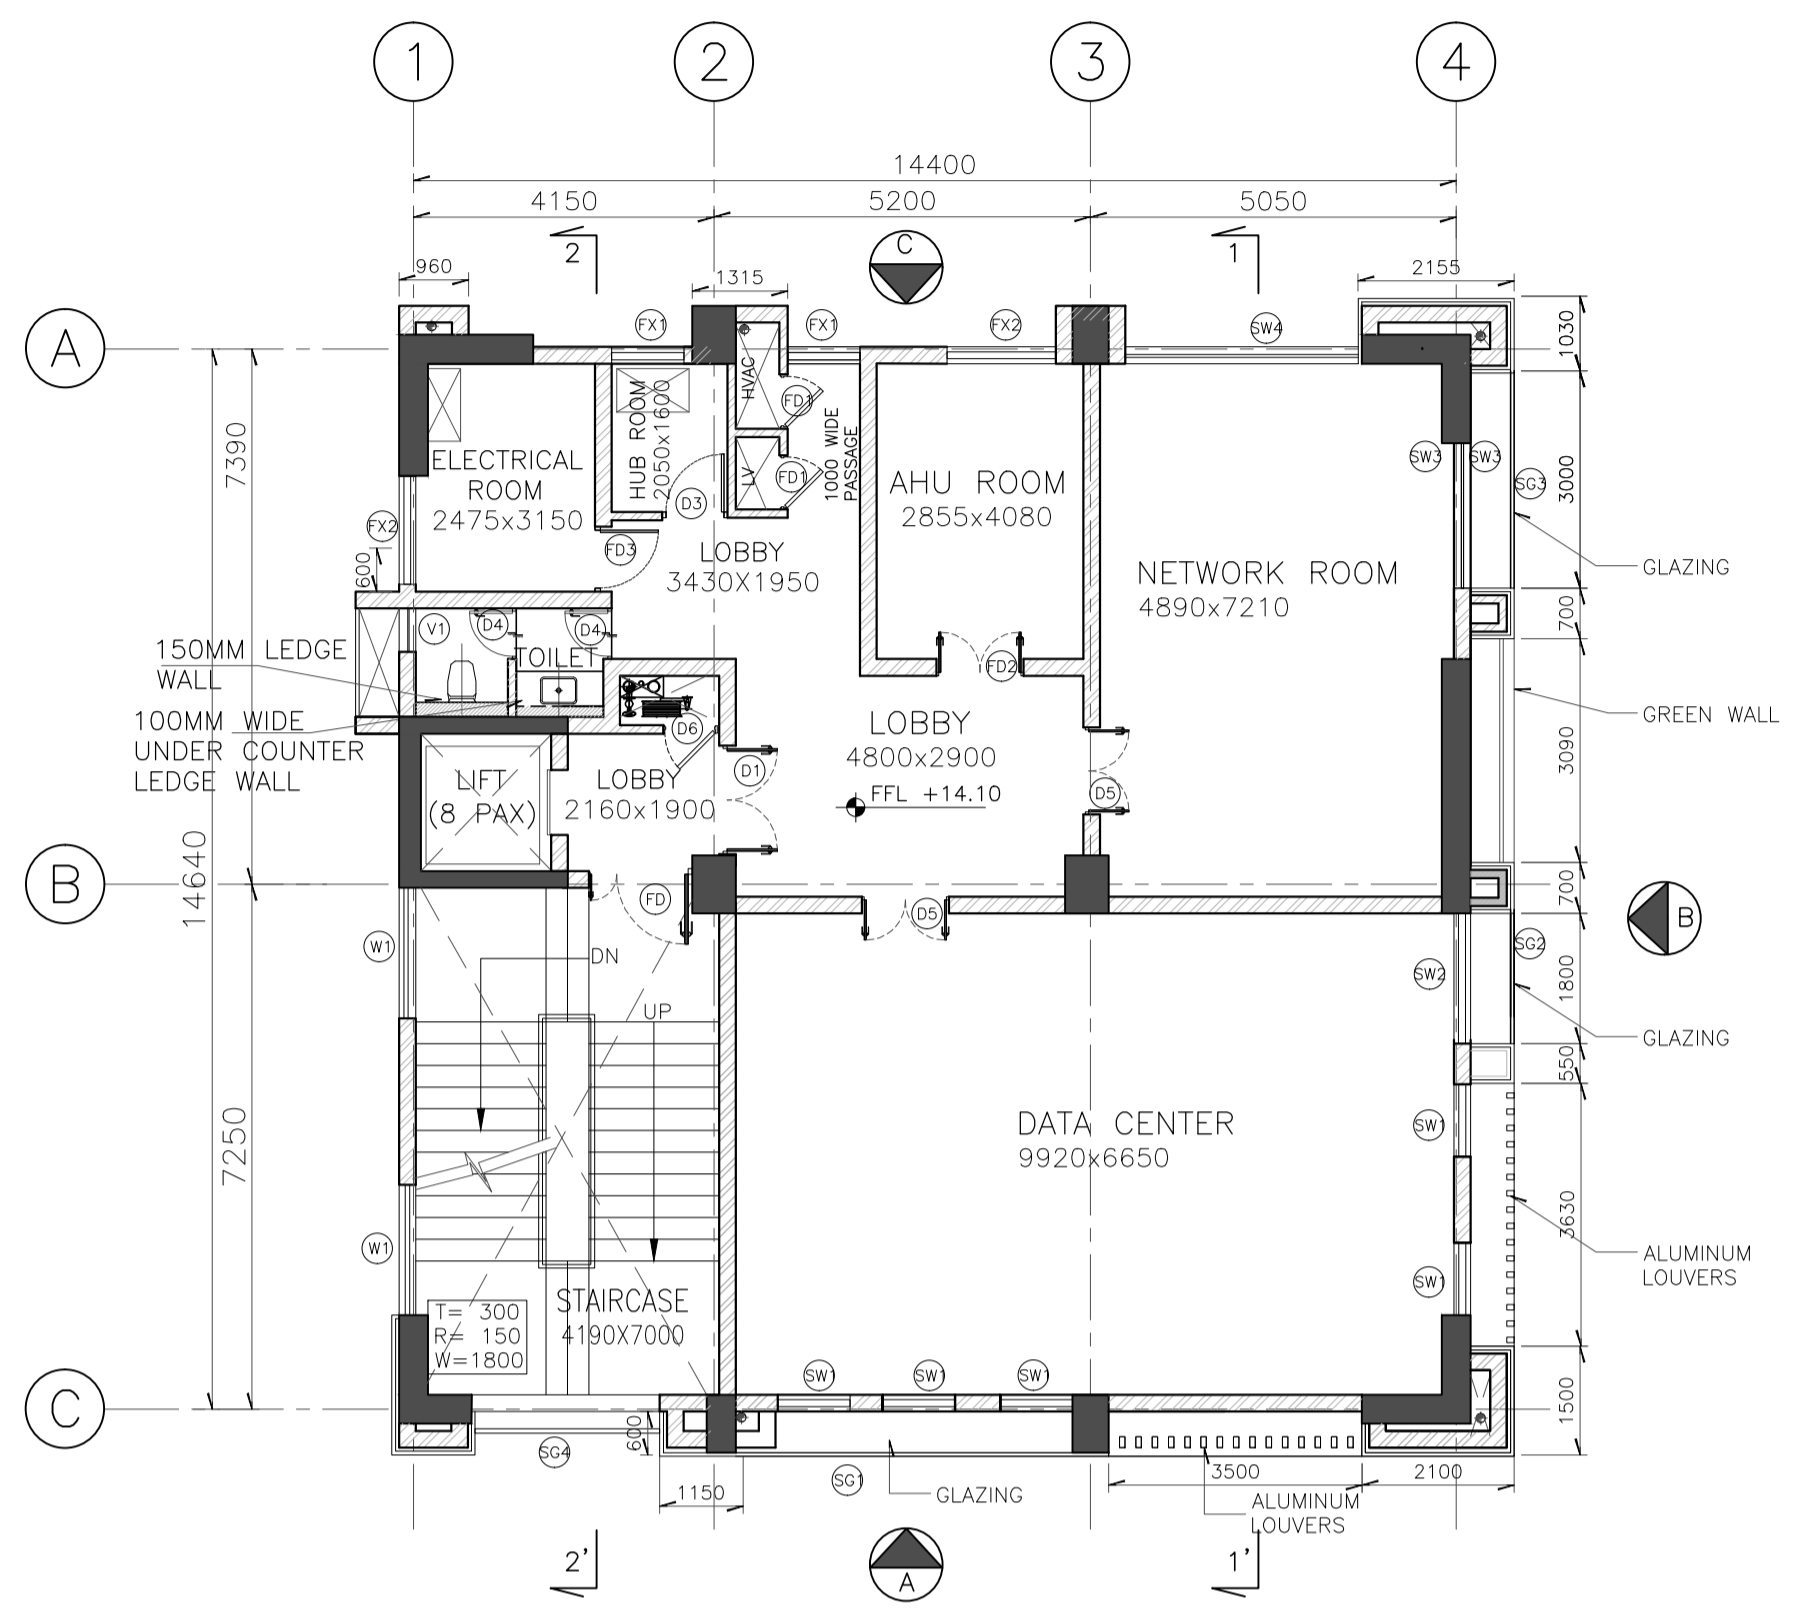 1
2
3
4
14400
4150
5200
5050
2
C
1
960
1315
2155
A
FX1
FX1
FX2
SW4
1030
HVAC
FD1
HUB ROOM
2050x1600
1000 WIDE
PASSAGE
7390
ELECTRICAL
ROOM
2475x3150
LV
FD1
D3
AHU ROOM
2855x4080
SW3
SW3
SG3
3000
FX2
600
FD3
LOBBY
3430X1950
NETWORK ROOM
4890x7210
GLAZING
V1
D4
D4
TOILET
700
150MM LEDGE
WALL
FD2
100MM WIDE
UNDER COUNTER
LEDGE WALL
D6
LOBBY
4800x2900
GREEN WALL
3090
LIFT
(8 PAX)
LOBBY
2160x1900
D1
FFL +14.10
D5
14640
B
FD
D5
700
B
W1
DN
SW2
SG2
1800
UP
GLAZING
550
7250
DATA CENTER
9920x6650
SW1
3630
W1
ALUMINUM
LOUVERS
SW1
T= 300
R= 150
W=1800
STAIRCASE
4190X7000
SW1
SW1
SW1
C
1500
600
SG4
SG1
1150
GLAZING
3500
2100
ALUMINUM
LOUVERS
2'
A
1'